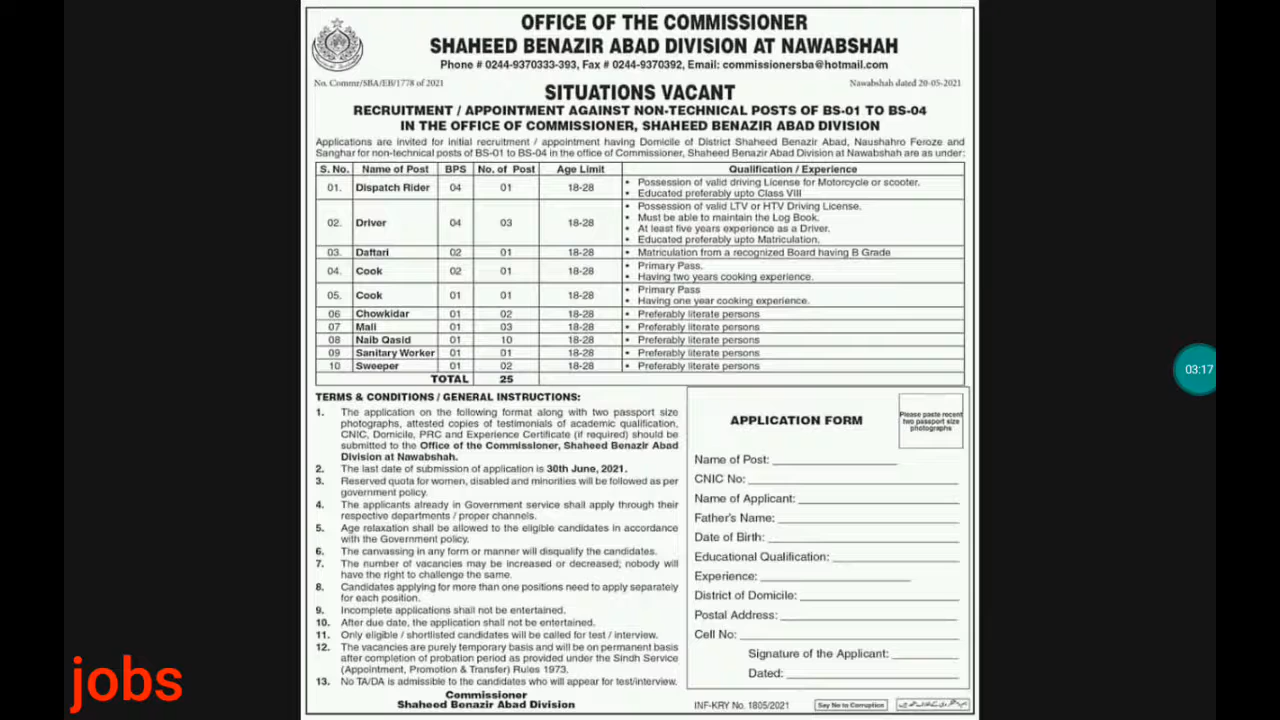 OFFICE OF THE COMMISSIONER
SHAHEED BENAZIR ABAD DIVISION AT NAWABSHAH
Phone # 0244-9370333-393, Fax # 0244-9370392, Email: commissionersba@hotmail.com
No. Commr/SBA/EB/1778 of 2021 Nawabshah dated 20-05-2021
SITUATIONS VACANT
RECRUITMENT / APPOINTMENT AGAINST NON-TECHNICAL POSTS OF BS-01 TO BS-04
IN THE OFFICE OF COMMISSIONER, SHAHEED BENAZIR ABAD DIVISION
Applications are invited for initial recruitment / appointment having Domicile of District Shaheed Benazir Abad, Naushahro Feroze and
Sanghar for non-technical posts of BS-01 to BS-04 in the office of Commissioner, Shaheed Benazir Abad Division at Nawabshah are as under:
S. No. Name of Post BPS No. of Post Age Limit Qualification / Experience
01. Dispatch Rider 04 01 18-28 • Possession of valid driving License for Motorcycle or scooter.
• Educated preferably upto Class VIII
02. Driver 04 03 18-28 • Possession of valid LTV or HTV Driving License.
• Must be able to maintain the Log Book.
• At least five years experience as a Driver.
• Educated preferably upto Matriculation.
03. Daftari 02 01 18-28 • Matriculation from a recognized Board having B Grade
04. Cook 02 01 18-28 • Primary Pass.
• Having two years cooking experience.
05. Cook 01 01 18-28 • Primary Pass
• Having one year cooking experience.
06 Chowkidar 01 02 18-28 • Preferably literate persons
07 Mali 01 03 18-28 • Preferably literate persons
08 Naib Qasid 01 10 18-28 • Preferably literate persons
09 Sanitary Worker 01 01 18-28 • Preferably literate persons
10 Sweeper 01 02 18-28 • Preferably literate persons
TOTAL 25
TERMS & CONDITIONS / GENERAL INSTRUCTIONS:
1. The application on the following format along with two passport size
photographs, attested copies of testimonials of academic qualification,
CNIC, Domicile, PRC and Experience Certificate (if required) should be
submitted to the Office of the Commissioner, Shaheed Benazir Abad
Division at Nawabshah.
2. The last date of submission of application is 30th June, 2021.
3. Reserved quota for women, disabled and minorities will be followed as per
government policy.
4. The applicants already in Government service shall apply through their
respective departments / proper channels.
5. Age relaxation shall be allowed to the eligible candidates in accordance
with the Government policy.
6. The canvassing in any form or manner will disqualify the candidates.
7. The number of vacancies may be increased or decreased; nobody will
have the right to challenge the same.
8. Candidates applying for more than one positions need to apply separately
for each position.
9. Incomplete applications shall not be entertained.
10. After due date, the application shall not be entertained.
11. Only eligible / shortlisted candidates will be called for test / interview.
12. The vacancies are purely temporary basis and will be on permanent basis
after completion of probation period as provided under the Sindh Service
(Appointment, Promotion & Transfer) Rules 1973.
13. No TA/DA is admissible to the candidates who will appear for test/interview.
Commissioner
Shaheed Benazir Abad Division
APPLICATION FORM
Please paste recent
two passport size
photographs
Name of Post:
CNIC No:
Name of Applicant:
Father's Name:
Date of Birth:
Educational Qualification:
Experience:
District of Domicile:
Postal Address:
Cell No:
Signature of the Applicant:
Dated:
INF-KRY No. 1805/2021 Say No to Corruption
03:17
jobs